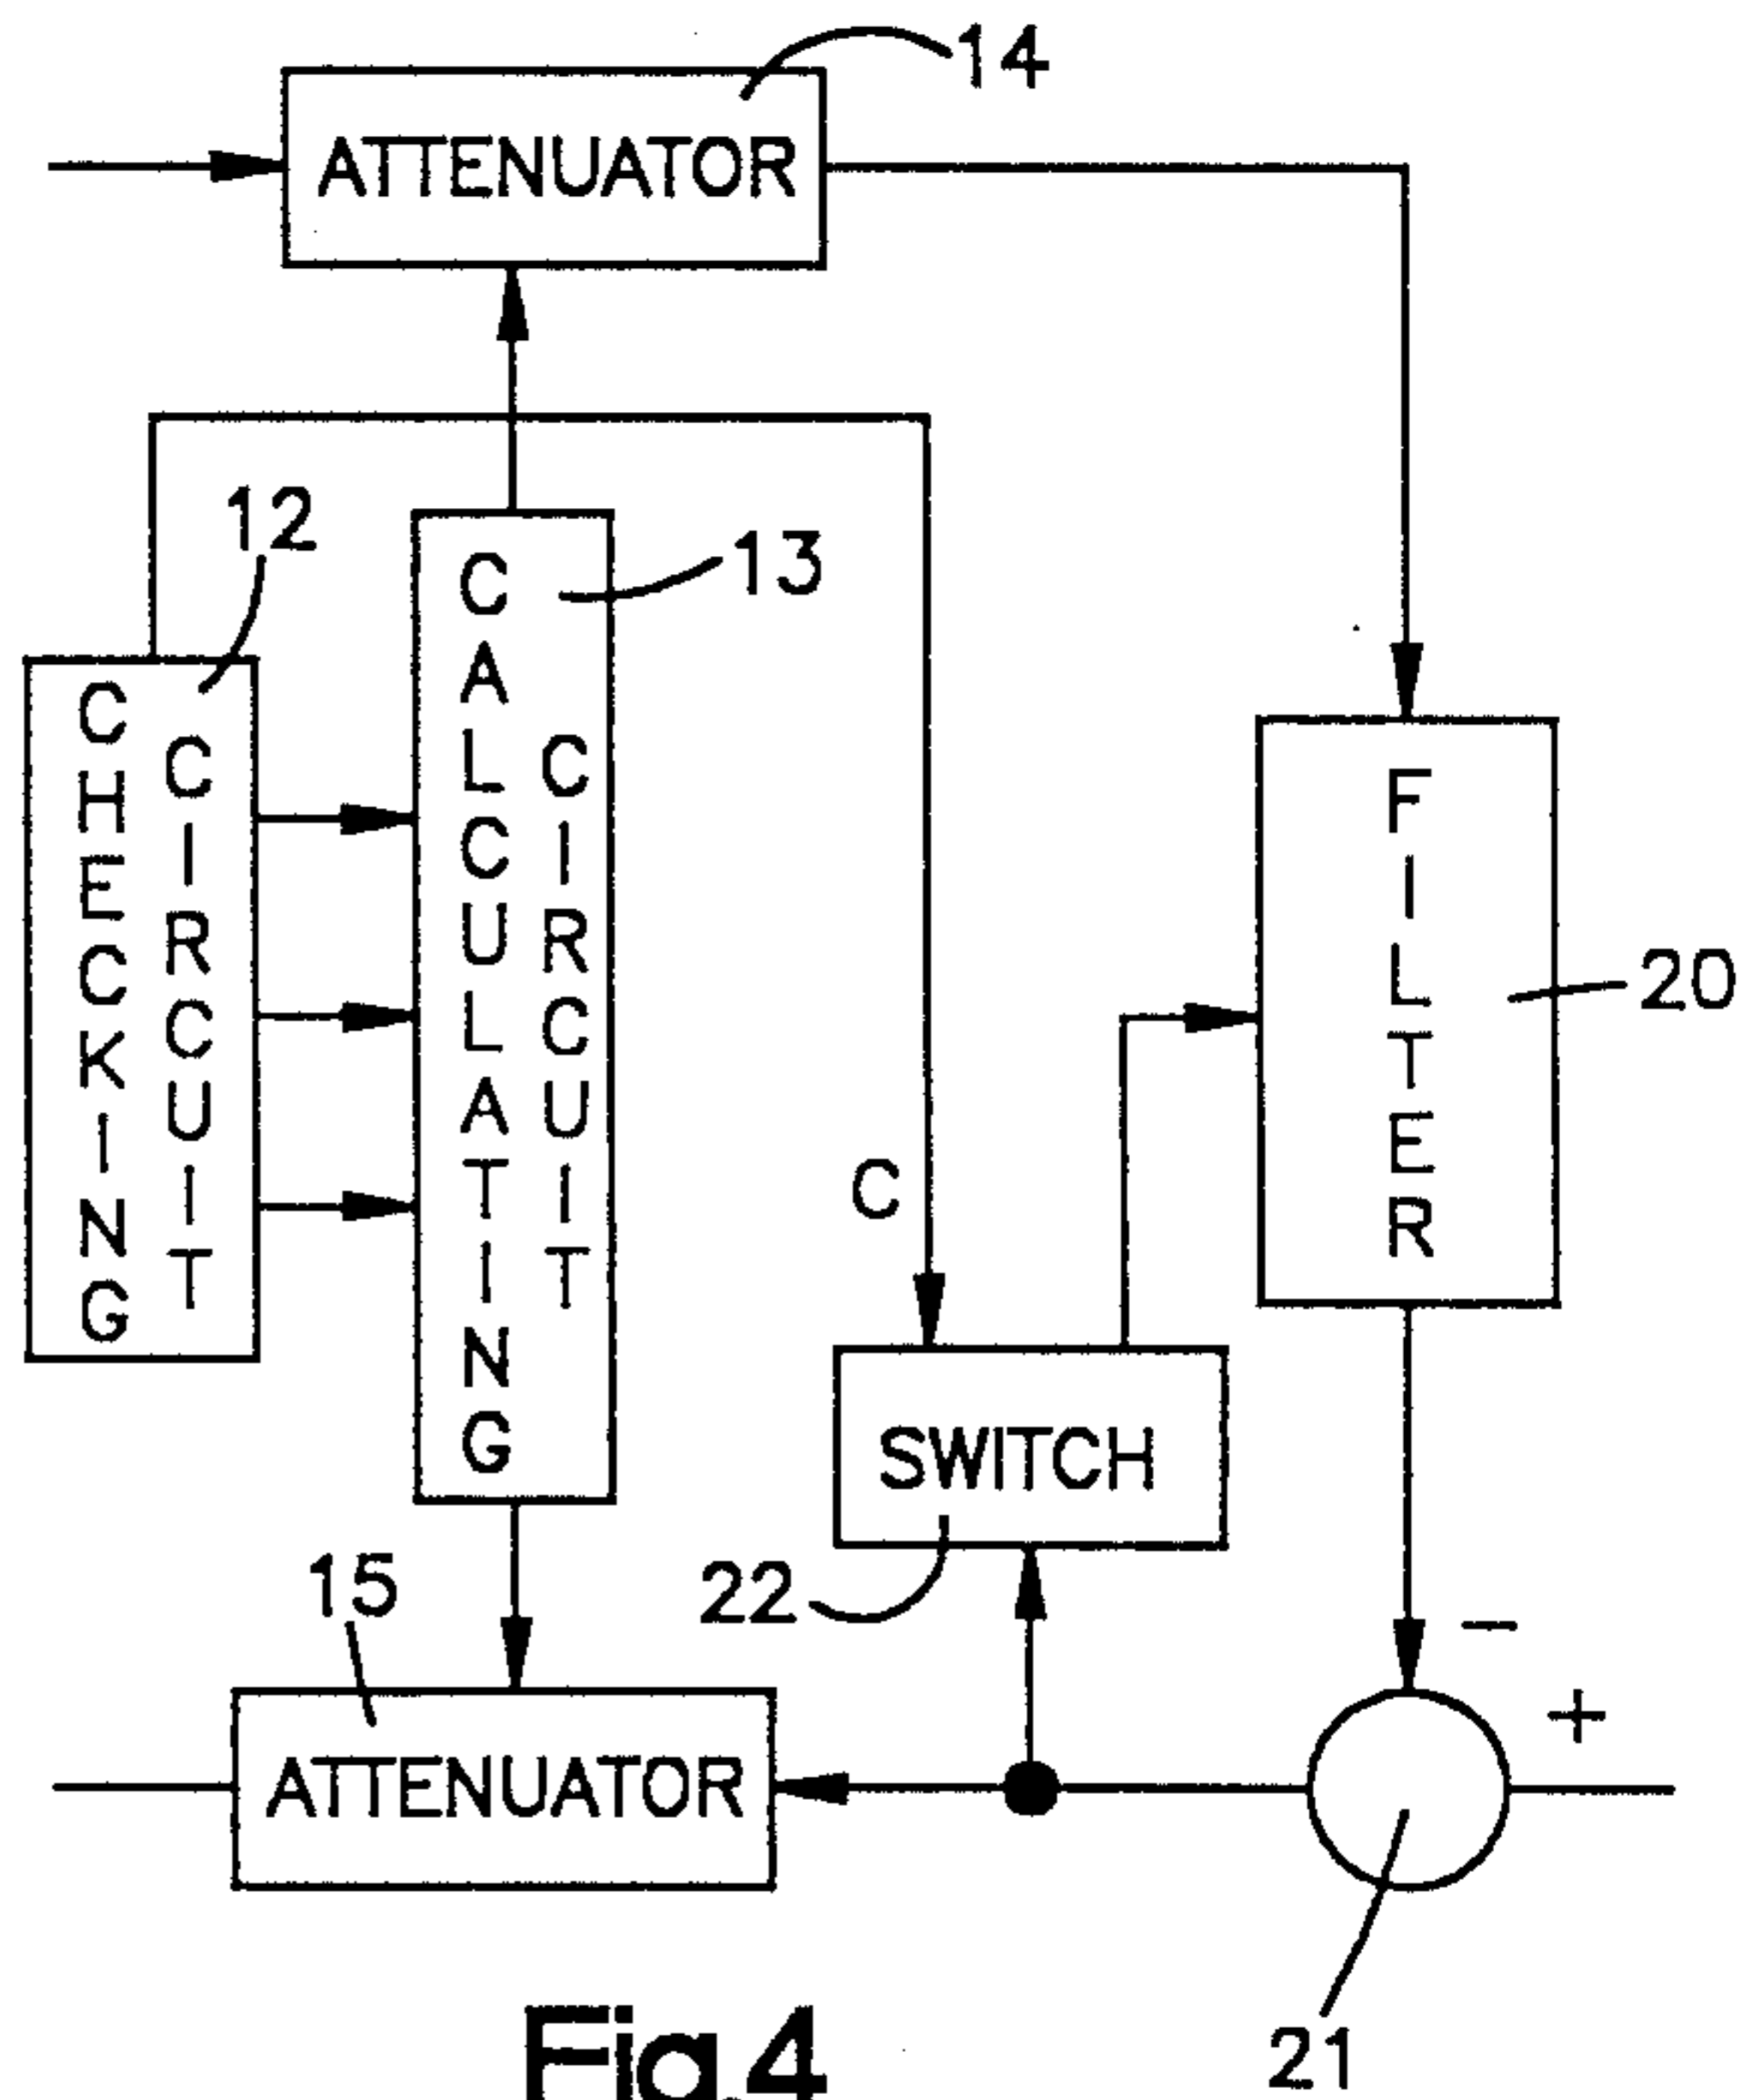 14
ATTENUATOR
12
13
CHECKING
CIRCUIT
CALCULATING
CIRCUIT
FILTER
20
C
SWITCH
22
15
-
+
ATTENUATOR
21
Fig.4